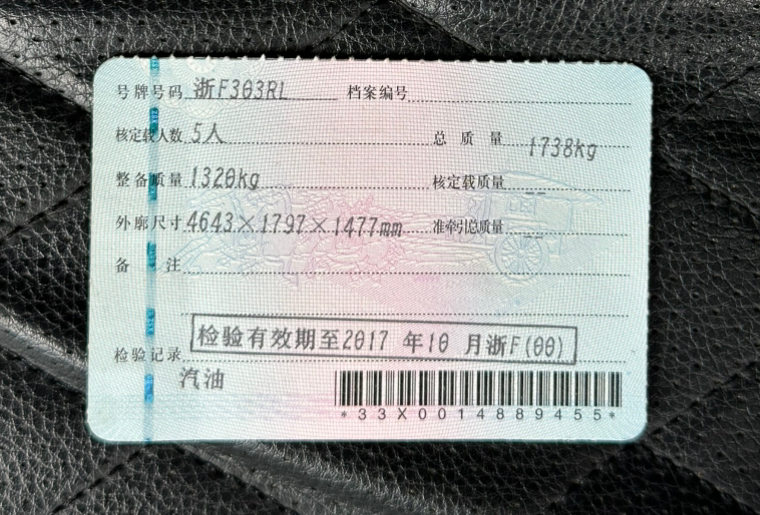 号牌号码 浙F303RL 档案编号
核定载人数 5人 总质量 1738kg
整备质量 1320kg 核定载质量 --
外廓尺寸 4643×1797×1477mm 准牵引总质量 --
备注
检验记录 检验有效期至2017 年10 月浙F(00)
汽油
*33X0014889455*